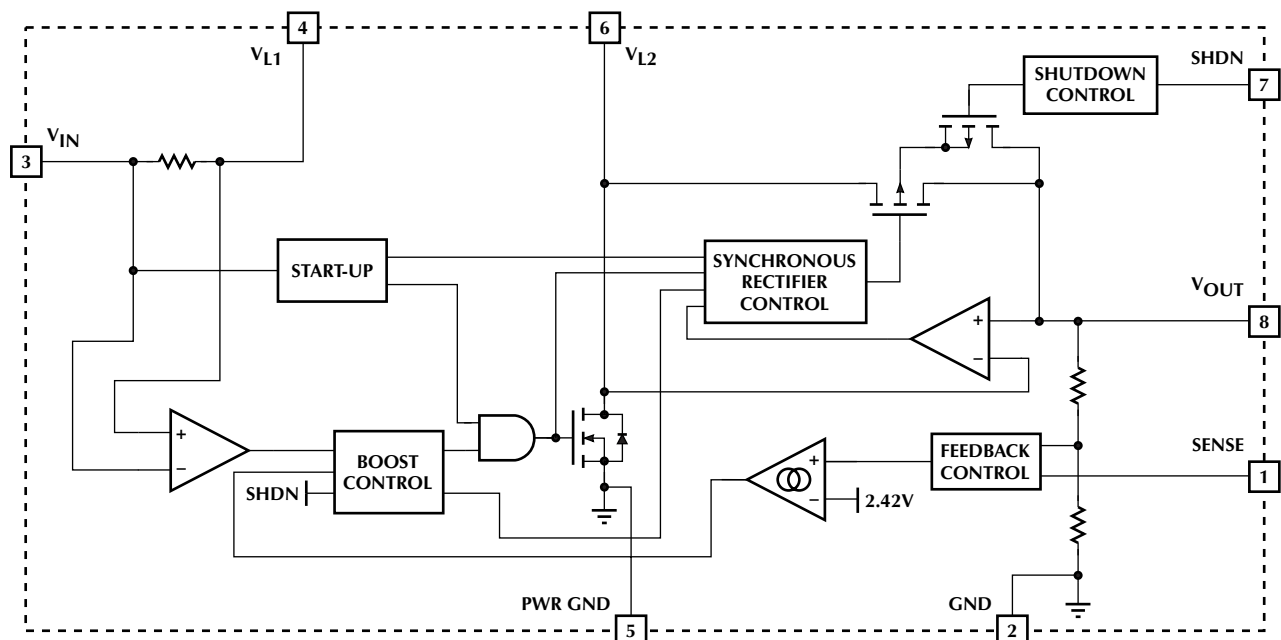 4
VL1
6
VL2
SHDN
7
SHUTDOWN
CONTROL
VIN
3
START-UP
SYNCHRONOUS
RECTIFIER
CONTROL
VOUT
8
+
−
+
−
BOOST
CONTROL
SHDN
+
−
2.42V
FEEDBACK
CONTROL
SENSE
1
PWR GND
5
GND
2